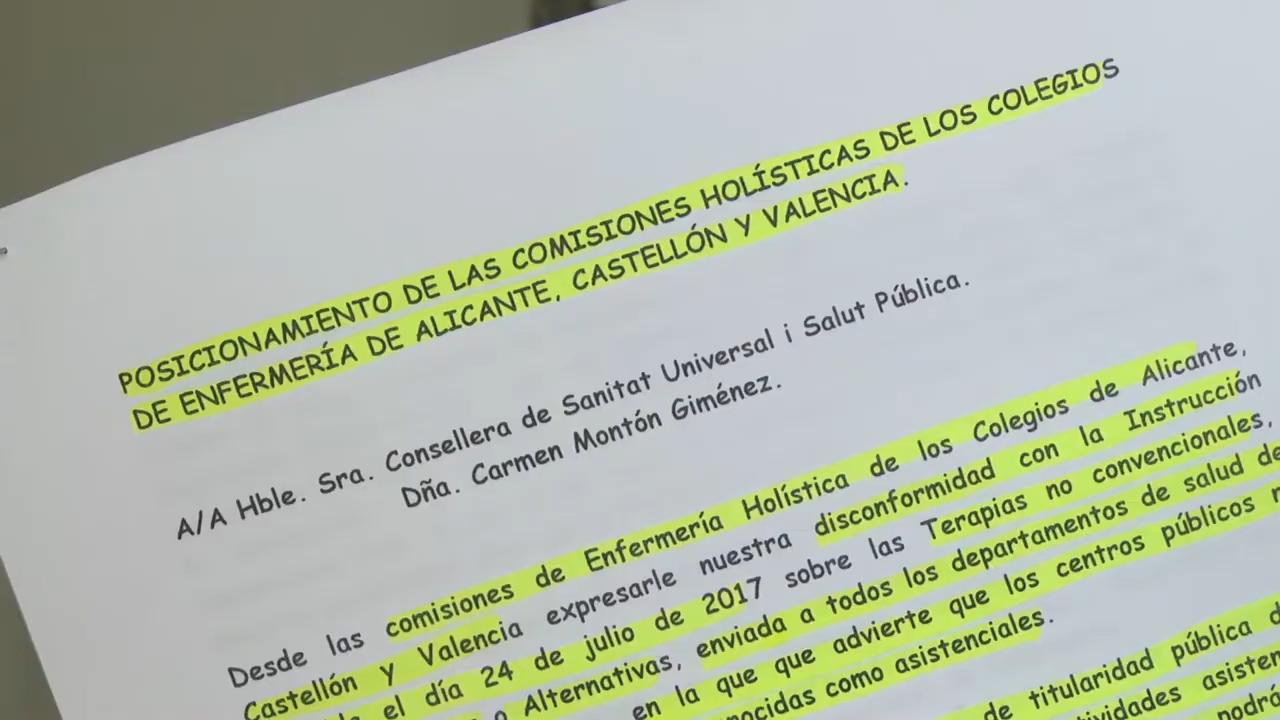 POSICIONAMIENTO DE LAS COMISIONES HOLÍSTICAS DE LOS COLEGIOS
DE ENFERMERÍA DE ALICANTE, CASTELLÓN Y VALENCIA.
A/A Hble. Sra. Consellera de Sanitat Universal i Salut Pública.
Dña. Carmen Montón Giménez.
Desde las comisiones de Enfermería Holística de los Colegios de Alicante,
Castellón y Valencia expresarle nuestra disconformidad con la Instrucción
el día 24 de julio de 2017 sobre las Terapias no convencionales,
o Alternativas, enviada a todos los departamentos de salud de
en la que que advierte que los centros públicos
como asistenciales.
de titularidad pública